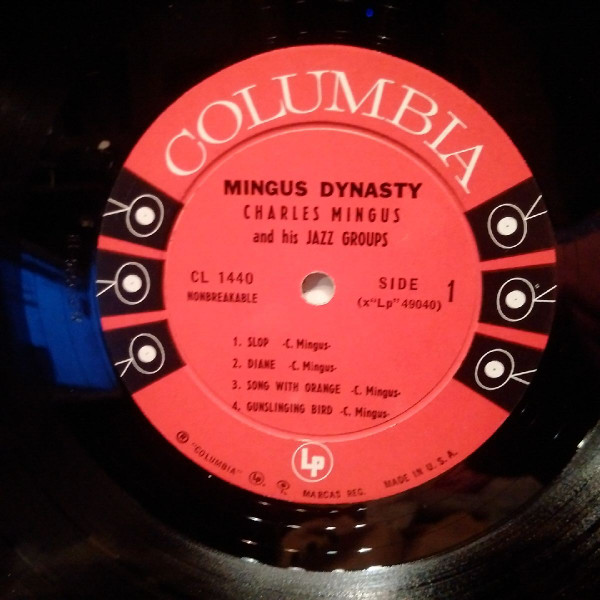 COLUMBIA
MINGUS DYNASTY
CHARLES MINGUS
and his JAZZ GROUPS
CL 1440
NONBREAKABLE
SIDE 1
(x"Lp" 49040)
1. SLOP -C. Mingus-
2. DIANE -C. Mingus-
3. SONG WITH ORANGE -C. Mingus-
4. GUNSLINGING BIRD -C. Mingus-
Lp
® "COLUMBIA" Lp MARCAS REG. MADE IN U.S.A.